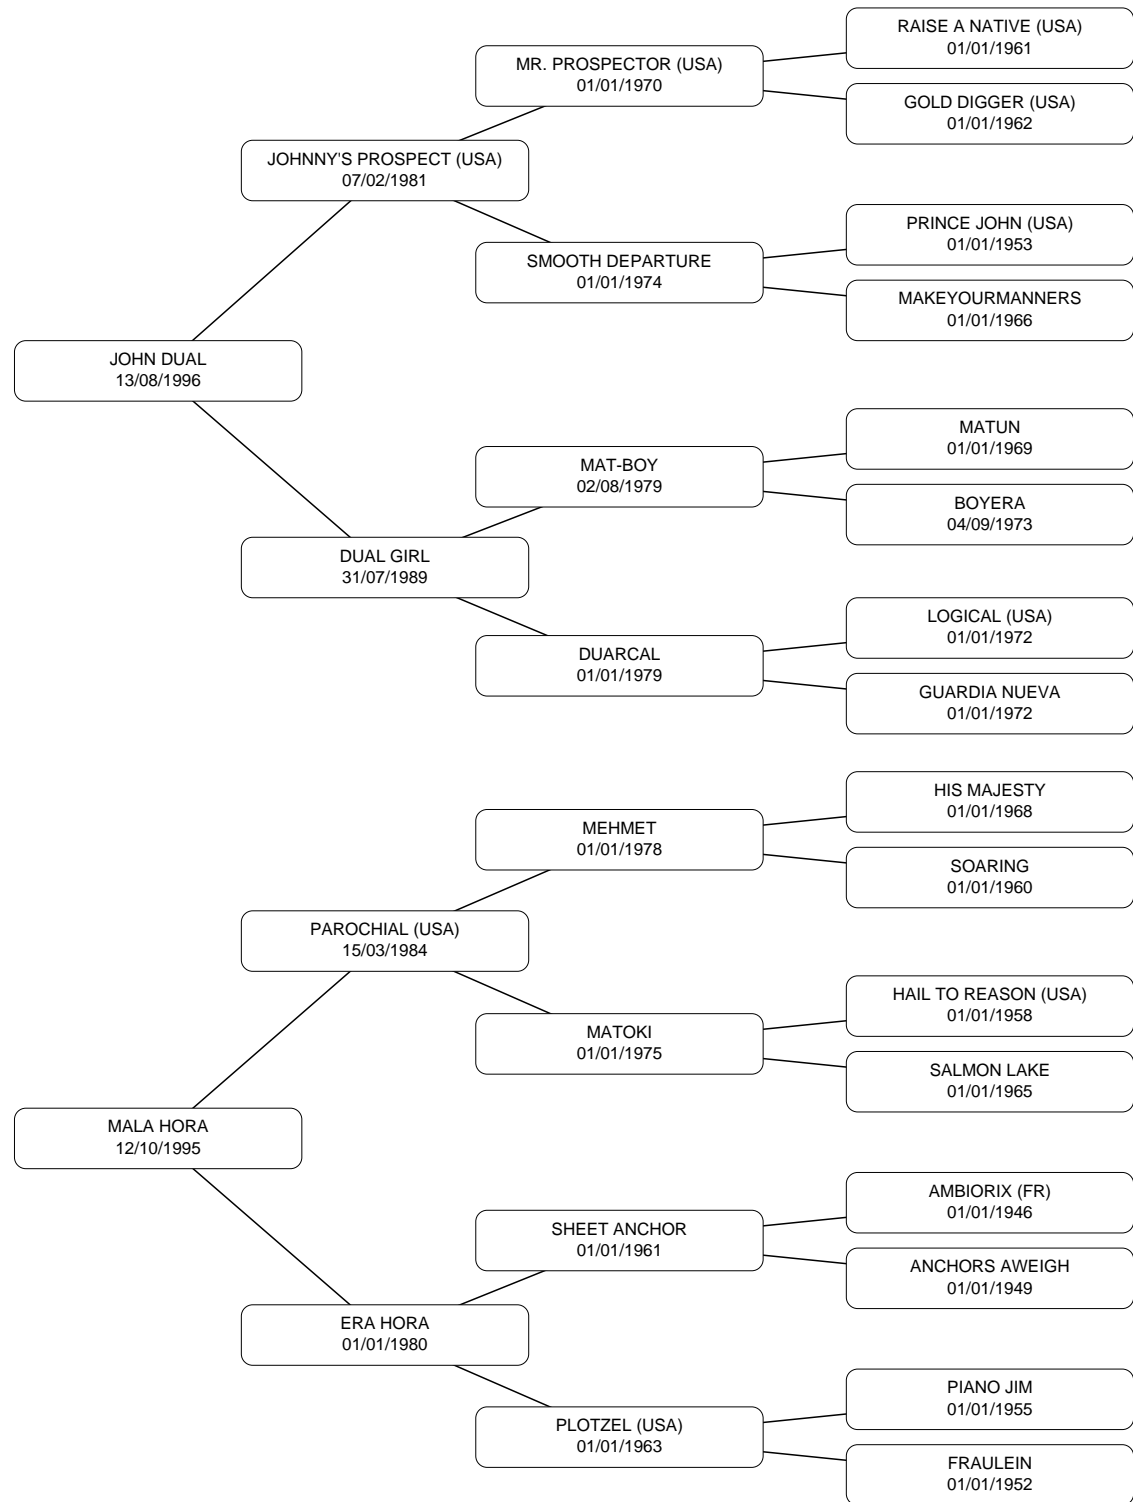 RAISE A NATIVE (USA)
01/01/1961
MR. PROSPECTOR (USA)
01/01/1970
GOLD DIGGER (USA)
01/01/1962
JOHNNY'S PROSPECT (USA)
07/02/1981
PRINCE JOHN (USA)
01/01/1953
SMOOTH DEPARTURE
01/01/1974
MAKEYOURMANNERS
01/01/1966
JOHN DUAL
13/08/1996
MATUN
01/01/1969
MAT-BOY
02/08/1979
BOYERA
04/09/1973
DUAL GIRL
31/07/1989
LOGICAL (USA)
01/01/1972
DUARCAL
01/01/1979
GUARDIA NUEVA
01/01/1972
HIS MAJESTY
01/01/1968
MEHMET
01/01/1978
SOARING
01/01/1960
PAROCHIAL (USA)
15/03/1984
HAIL TO REASON (USA)
01/01/1958
MATOKI
01/01/1975
SALMON LAKE
01/01/1965
MALA HORA
12/10/1995
AMBIORIX (FR)
01/01/1946
SHEET ANCHOR
01/01/1961
ANCHORS AWEIGH
01/01/1949
ERA HORA
01/01/1980
PIANO JIM
01/01/1955
PLOTZEL (USA)
01/01/1963
FRAULEIN
01/01/1952